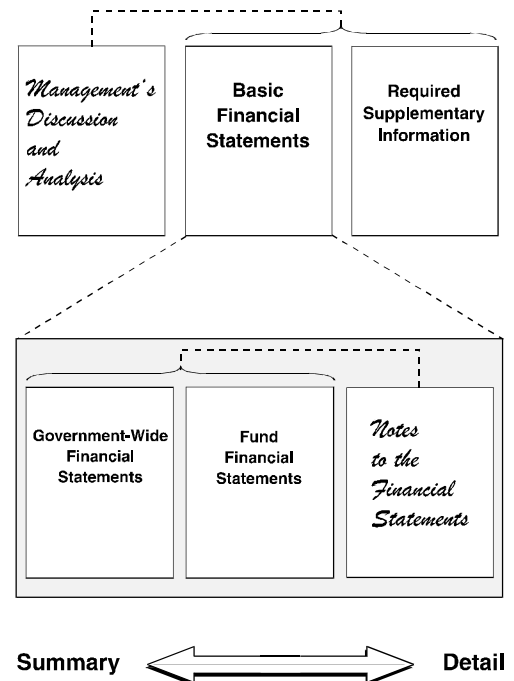 Management's
Discussion
and
Analysis
Basic
Financial
Statements
Required
Supplementary
Information
Government-Wide
Financial
Statements
Fund
Financial
Statements
Notes
to the
Financial
Statements
Summary
Detail